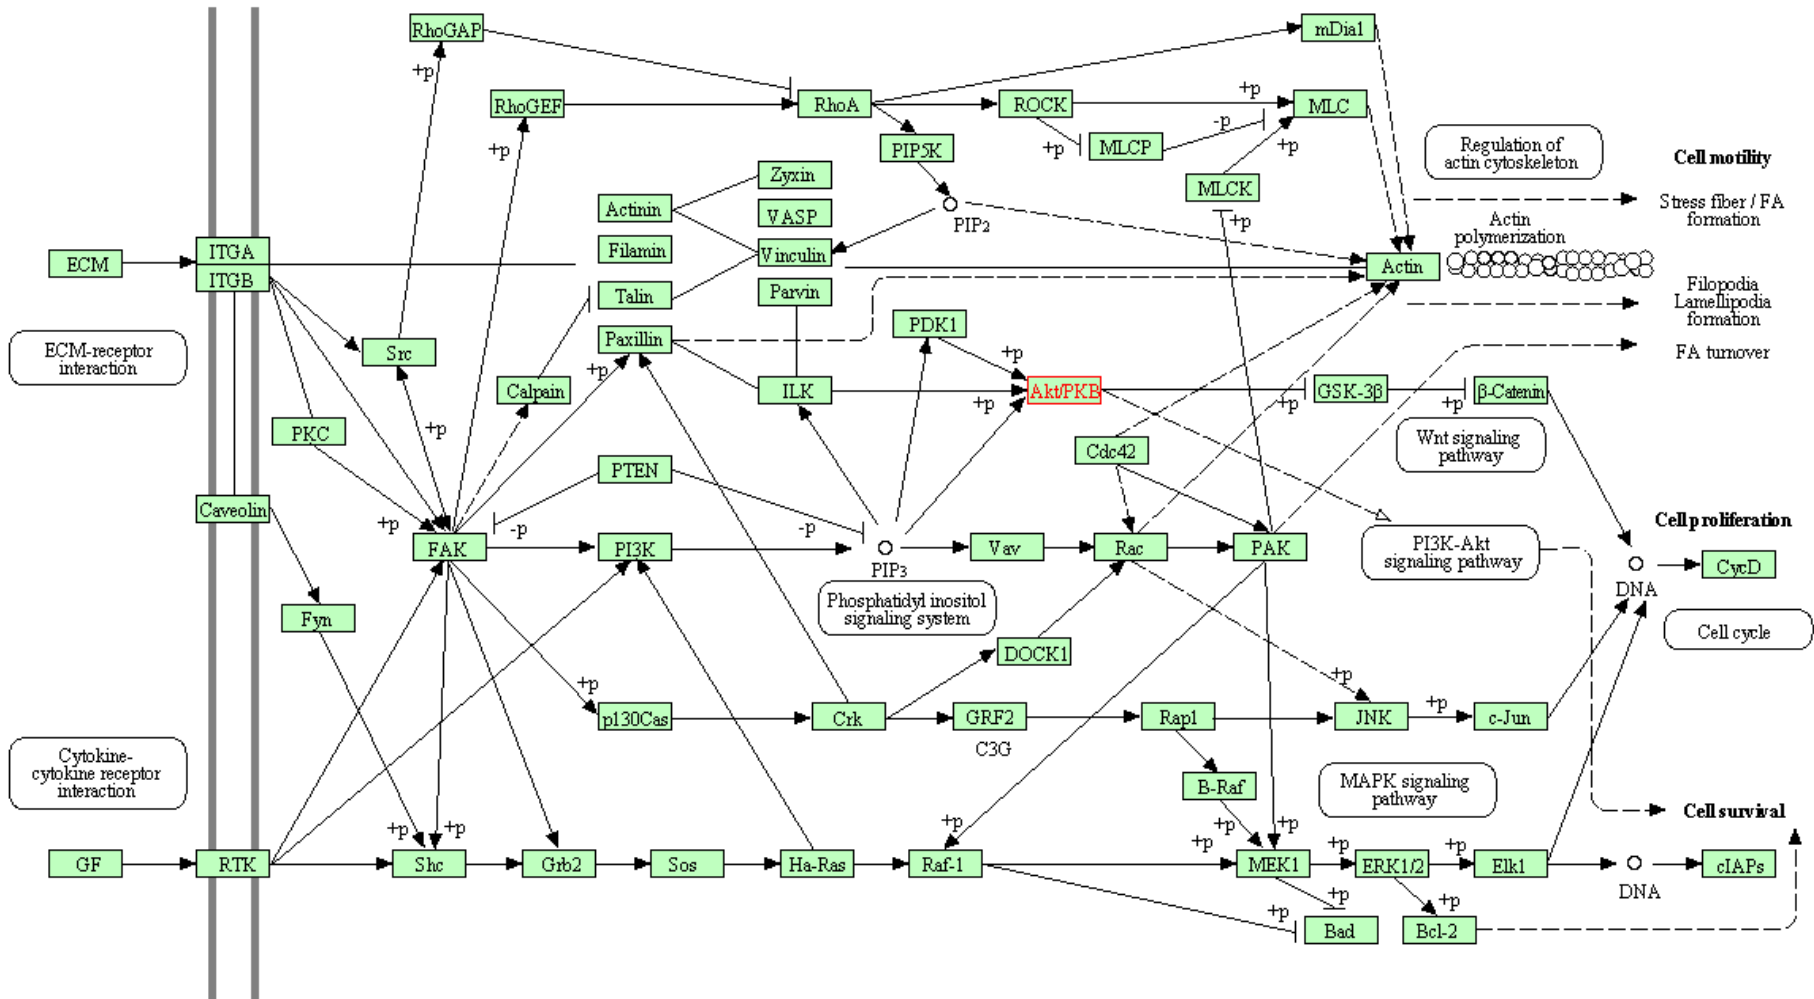 RhoGAP
mDia1
+p
RhoGEF
RhoA
ROCK
+p
MLC
+p
PIP5K
+p
MLCP
-p
+p
Regulation of
actin cytoskeleton
Cell motility
Zyxin
MLCK
Actinin
VASP
PIP2
+p
Stress fiber / FA
formation
Actin
polymerization
ECM
ITGA
ITGB
Filamin
Vinculin
Actin
Talin
Parvin
Filopodia
Lamellipodia
formation
ECM-receptor
interaction
Src
Paxillin
PDK1
+p
FA turnover
+p
Calpain
ILK
+p
Akt/PKB
+p
GSK-3β
+p
β-Catenin
PKC
+p
Cdc42
Wnt signaling
pathway
PTEN
Caveolin
+p
-p
-p
Cell proliferation
FAK
PI3K
PIP3
Vav
Rac
PAK
PI3K-Akt
signaling pathway
DNA
CycD
Phosphatidyl inositol
signaling system
Fyn
Cell cycle
DOCK1
+p
+p
p130Cas
Crk
GRF2
C3G
Rap1
JNK
+p
c-Jun
Cytokine-
cytokine receptor
interaction
B-Raf
MAPK signaling
pathway
Cell survival
+p
+p
+p
+p
+p
+p
+p
+p
GF
RTK
Shc
Grb2
Sos
Ha-Ras
Raf-1
MEK1
ERK1/2
Elk1
DNA
cIAPs
+p
+p
+p
Bad
Bcl-2